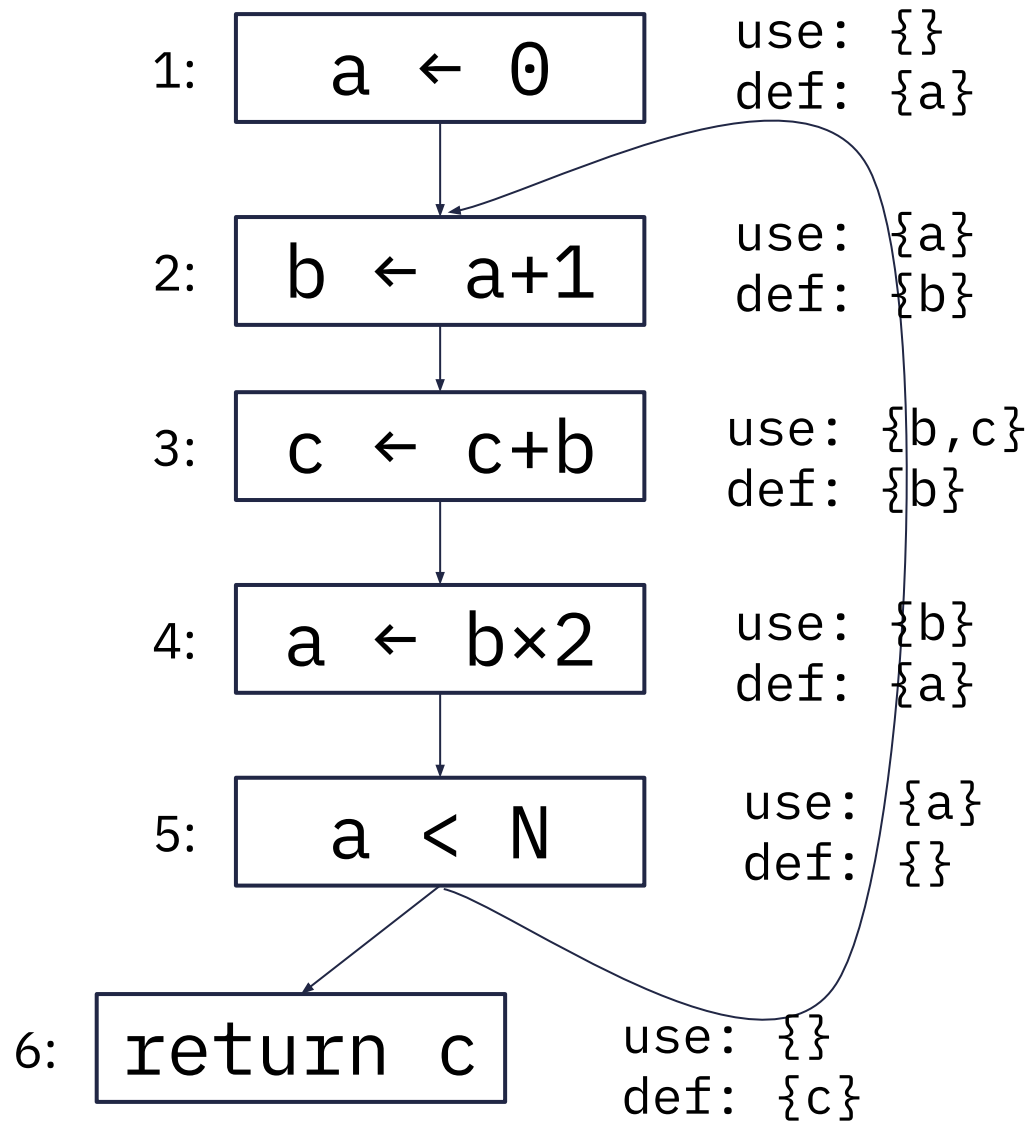 1: a ← 0 use: {}
def: {a}
2: b ← a+1 use: {a}
def: {b}
3: c ← c+b use: {b,c}
def: {b}
4: a ← b×2 use: {b}
def: {a}
5: a < N use: {a}
def: {}
6: return c use: {}
def: {c}